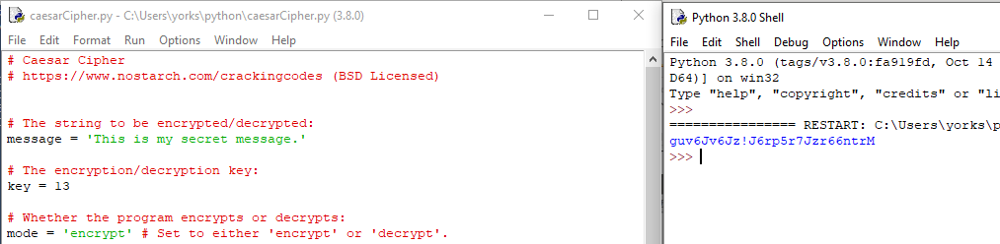 caesarCipher.py - C:\Users\yorks\python\caesarCipher.py (3.8.0)
File Edit Format Run Options Window Help
# Caesar Cipher
# https://www.nostarch.com/crackingcodes (BSD Licensed)
# The string to be encrypted/decrypted:
message = 'This is my secret message.'
# The encryption/decryption key:
key = 13
# Whether the program encrypts or decrypts:
mode = 'encrypt' # Set to either 'encrypt' or 'decrypt'.
Python 3.8.0 Shell
File Edit Shell Debug Options Window Help
Python 3.8.0 (tags/v3.8.0:fa919fd, Oct 14
D64)] on win32
Type "help", "copyright", "credits" or "li
>>>
================ RESTART: C:\Users\yorks\p
guv6Jv6Jz!J6rp5r7Jzr66ntrM
>>>